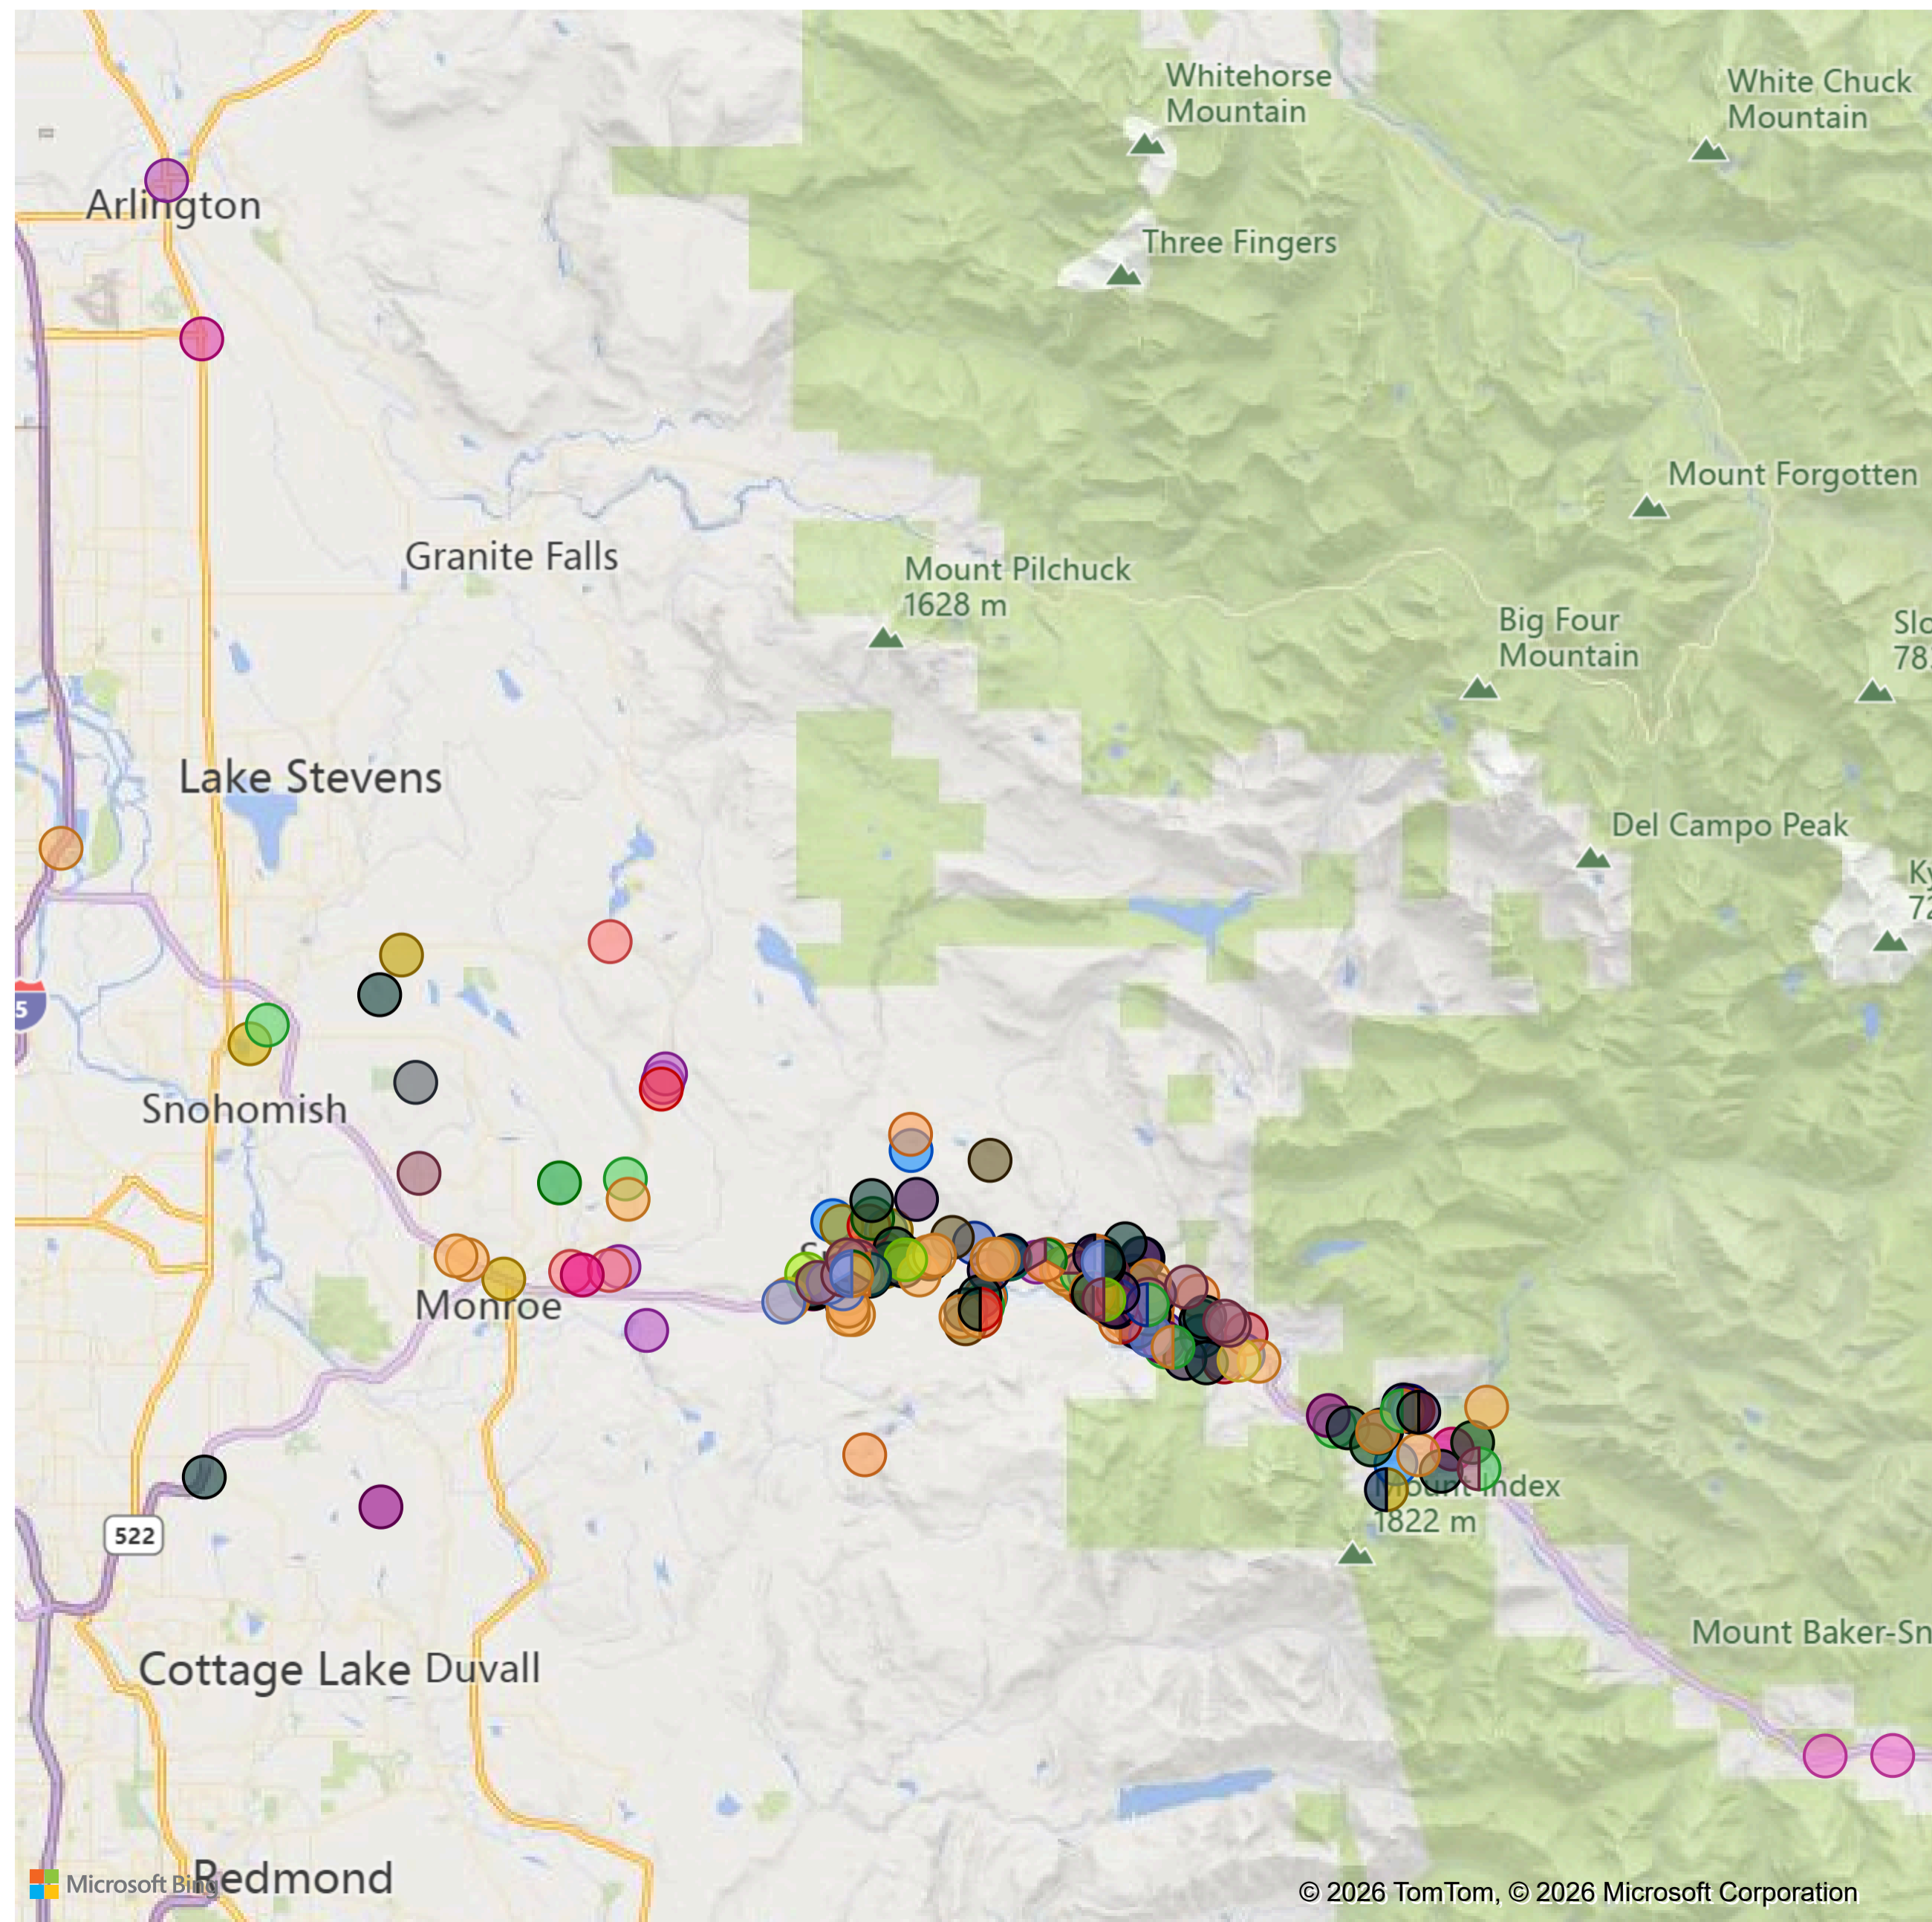 Whitehorse
Mountain
White Chuck
Mountain
Arlington
Three Fingers
Mount Forgotten
Granite Falls
Mount Pilchuck
1628 m
Big Four
Mountain
Lake Stevens
Del Campo Peak
5
Snohomish
Monroe
Mount Index
1822 m
522
Mount Baker-Sn
Cottage Lake
Duvall
Redmond
Microsoft Bing
© 2026 TomTom, © 2026 Microsoft Corporation